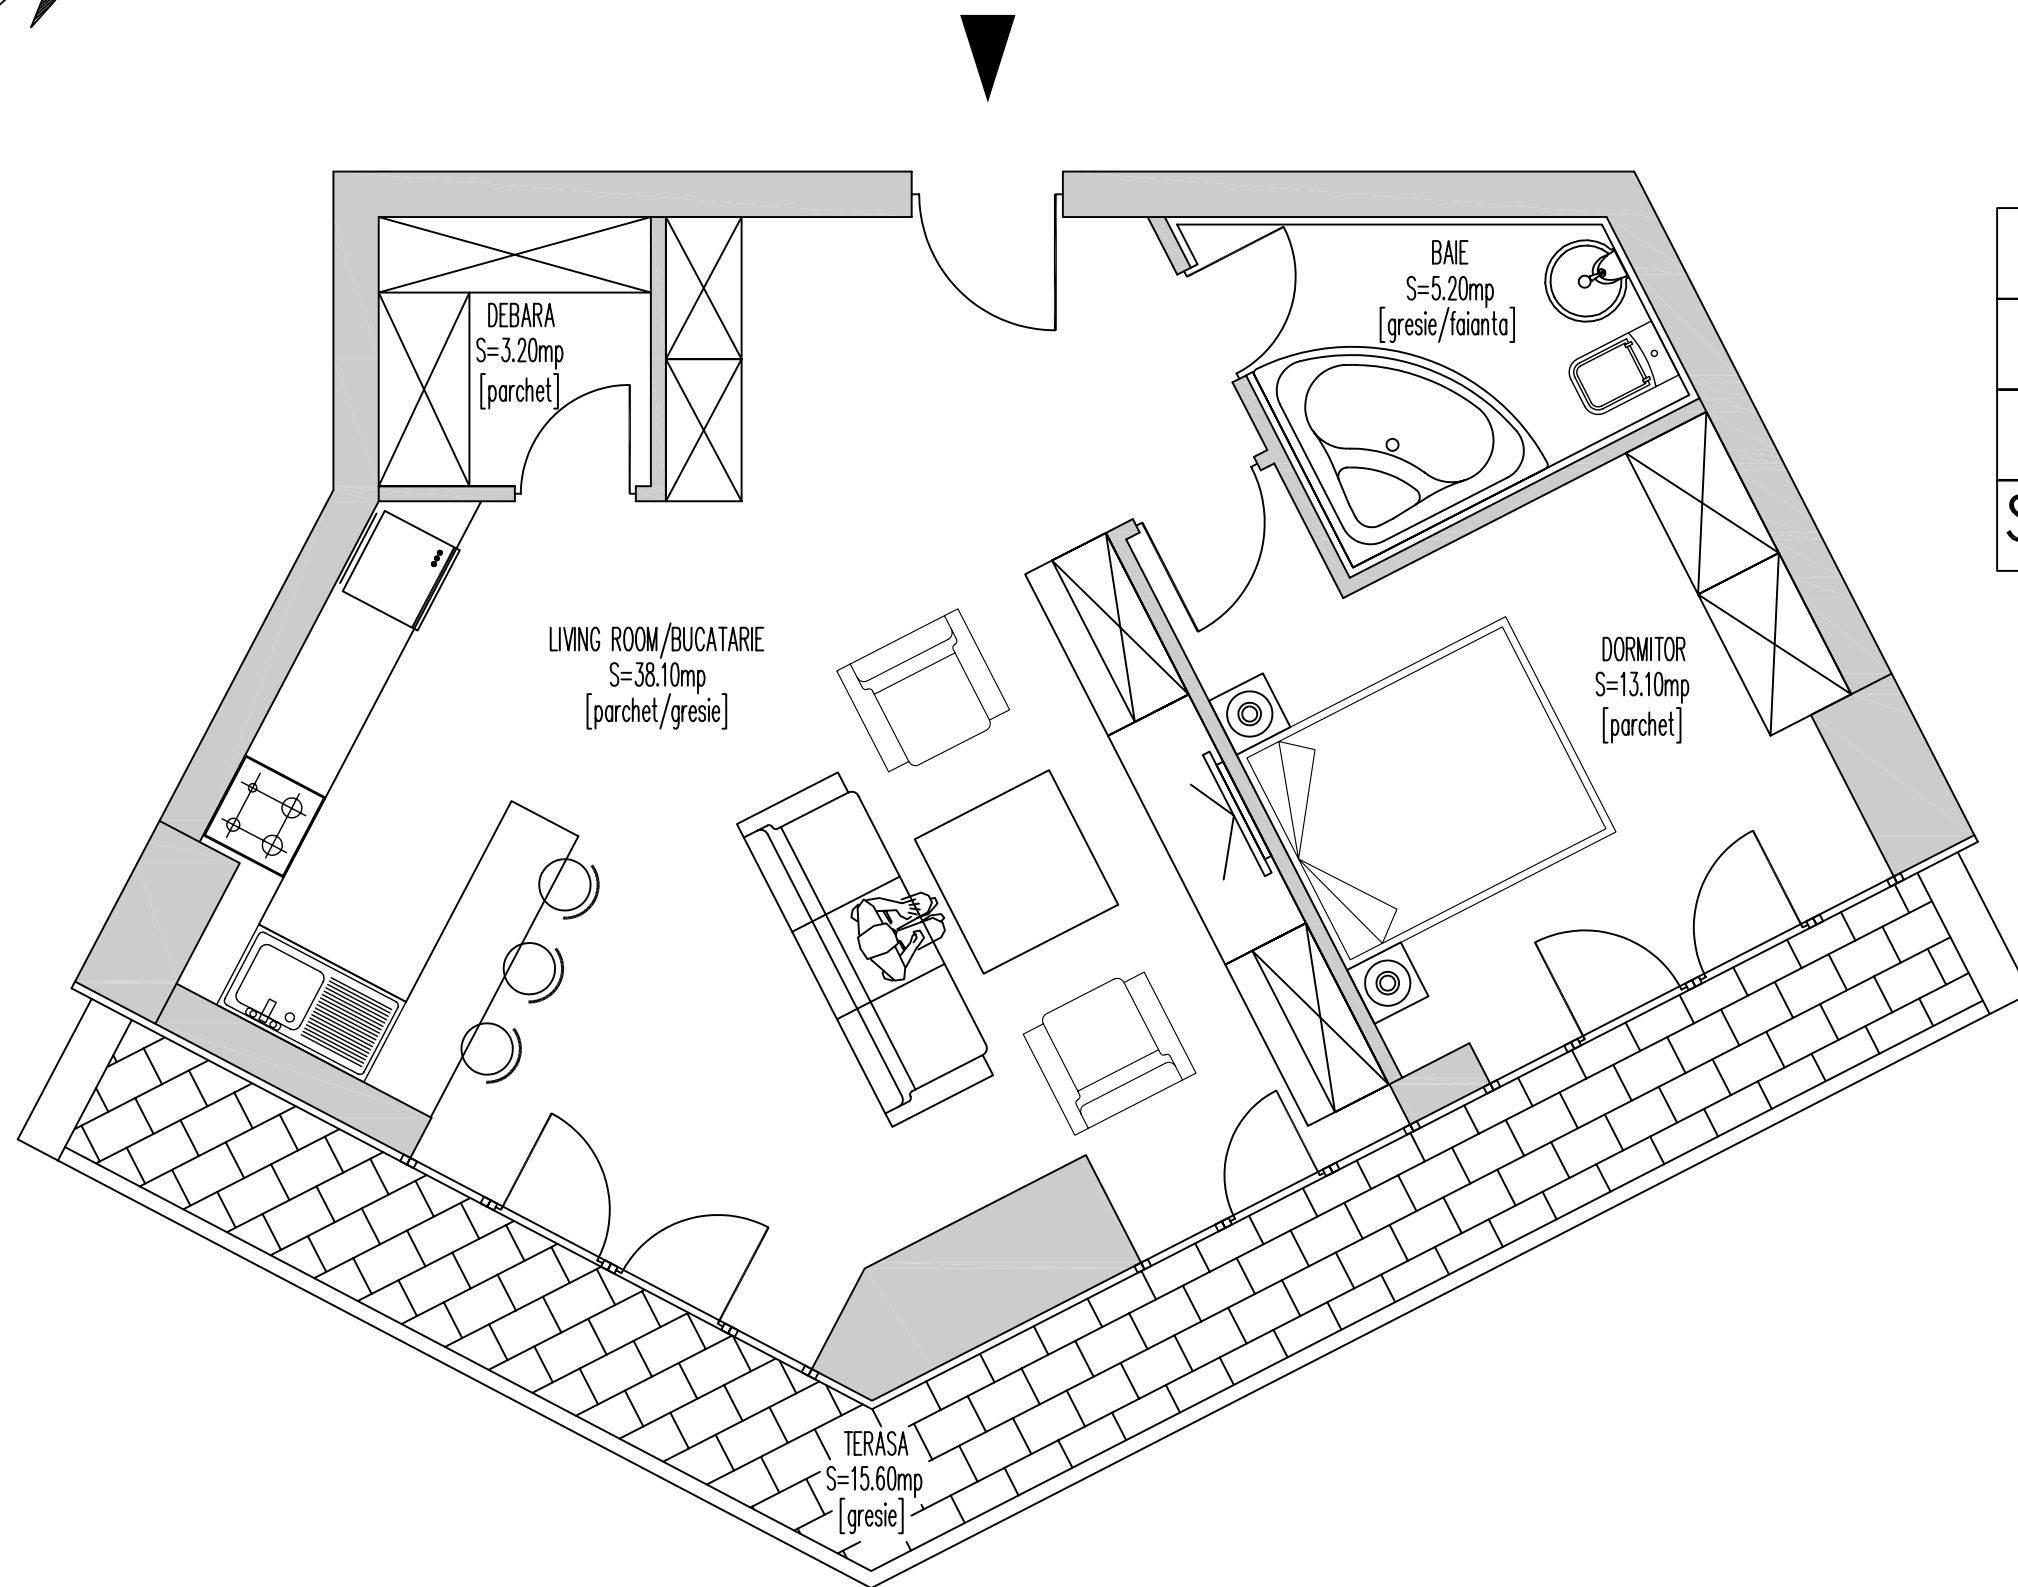 BAIE
S=5.20mp
[gresie/faianta]
DEBARA
S=3.20mp
[parchet]
LIVING ROOM/BUCATARIE
S=38.10mp
[parchet/gresie]
DORMITOR
S=13.10mp
[parchet]
TERASA
S=15.60mp
[gresie]
S